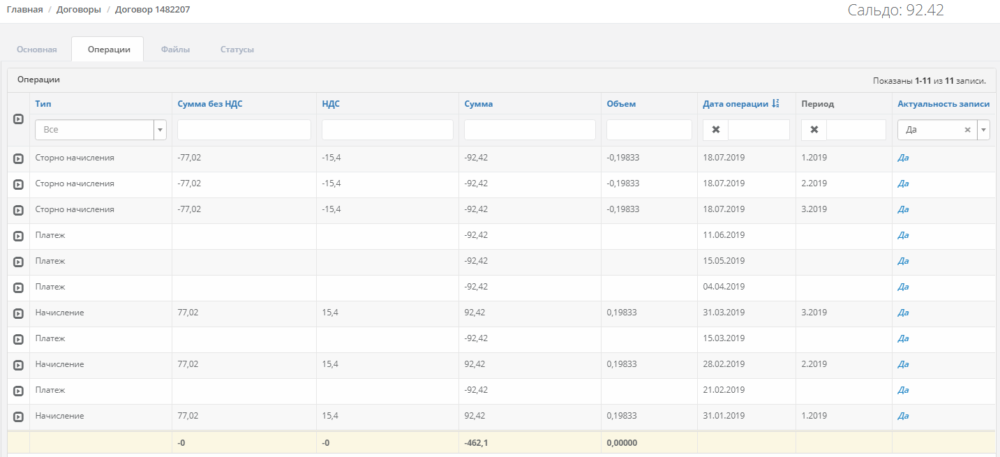 Главная / Договоры / Договор 1482207 Сальдо: 92.42
Основная Операции Файлы Статусы
Операции Показаны 1-11 из 11 записи.
Тип Сумма без НДС НДС Сумма Объем Дата операции Период Актуальность записи
Все Да ×
Сторно начисления -77,02 -15,4 -92,42 -0,19833 18.07.2019 1.2019 Да
Сторно начисления -77,02 -15,4 -92,42 -0,19833 18.07.2019 2.2019 Да
Сторно начисления -77,02 -15,4 -92,42 -0,19833 18.07.2019 3.2019 Да
Платеж -92,42 11.06.2019 Да
Платеж -92,42 15.05.2019 Да
Платеж -92,42 04.04.2019 Да
Начисление 77,02 15,4 92,42 0,19833 31.03.2019 3.2019 Да
Платеж -92,42 15.03.2019 Да
Начисление 77,02 15,4 92,42 0,19833 28.02.2019 2.2019 Да
Платеж -92,42 21.02.2019 Да
Начисление 77,02 15,4 92,42 0,19833 31.01.2019 1.2019 Да
-0 -0 -462,1 0,00000